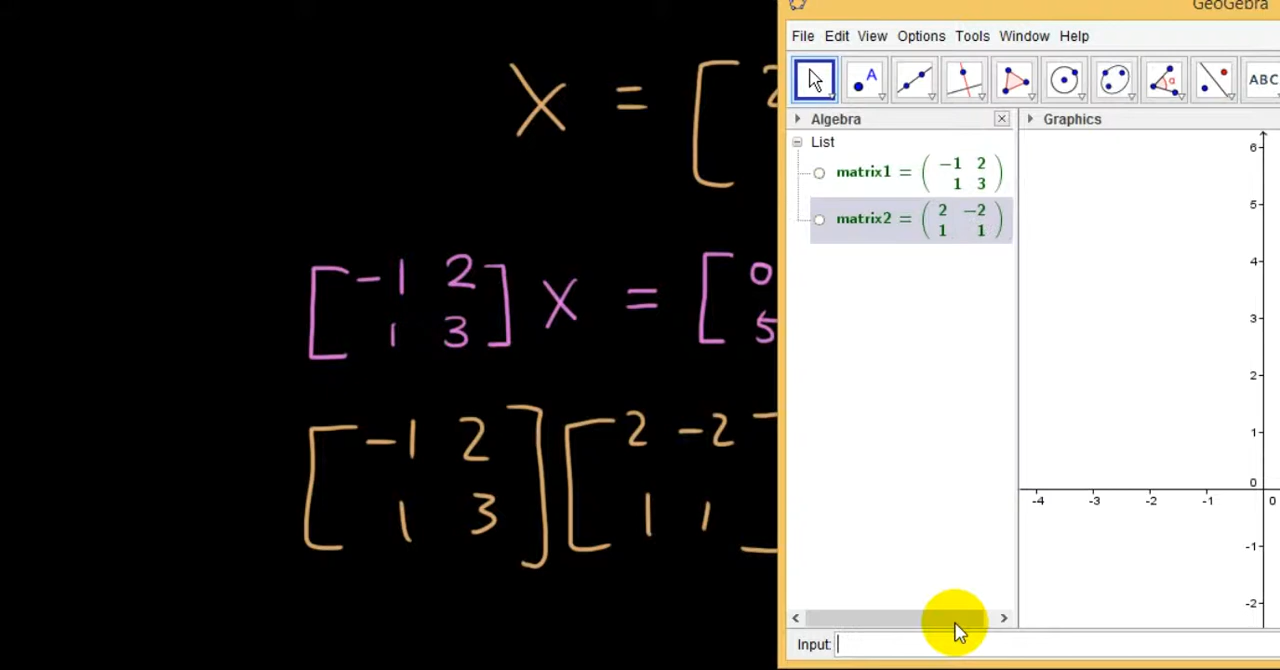 GeoGebra
File Edit View Options Tools Window Help
A
α
ABC
Algebra
Graphics
List
matrix1 = ( −1 2
1 3 )
matrix2 = ( 2 −2
1 1 )
6
5
4
3
2
1
0
-4 -3 -2 -1 0
-1
-2
Input:
X = [ 2
[ -1 2
1 3 ] X = [ 0
5
[ -1 2
1 3 ] [ 2 -2
1 1